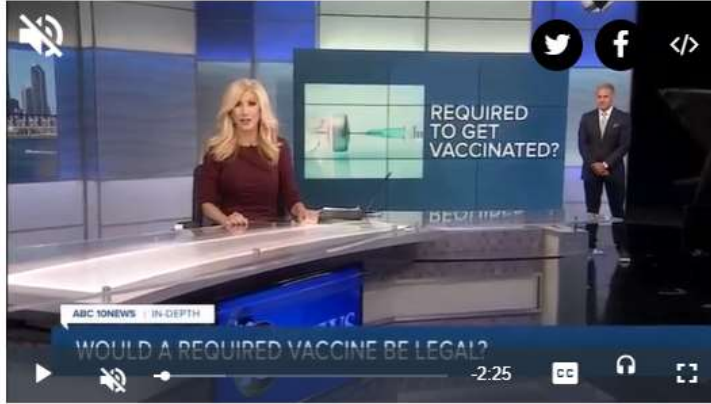 REQUIRED
TO GET
VACCINATED?
ABC 10NEWS | IN-DEPTH
WOULD A REQUIRED VACCINE BE LEGAL?
-2:25
CC